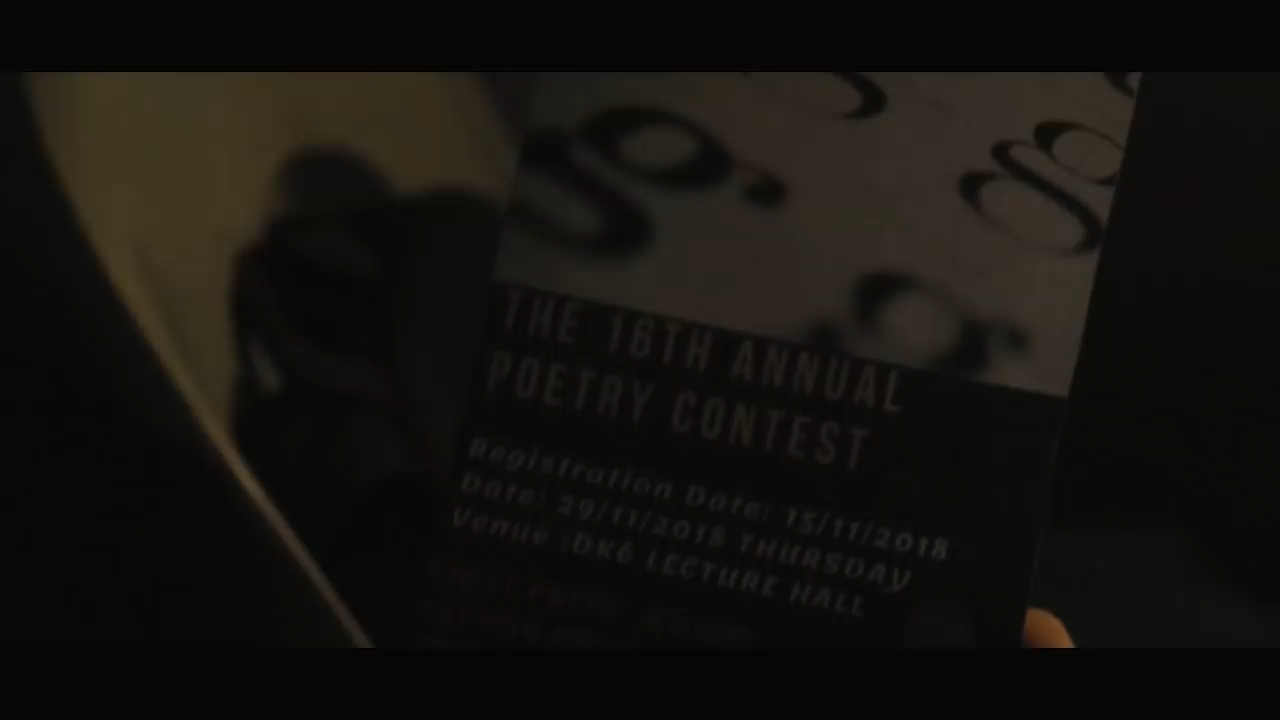 THE 16TH ANNUAL
POETRY CONTEST
Registration Date: 15/11/2018
Date: 29/11/2018 THURSDAY
Venue :DK6 LECTURE HALL